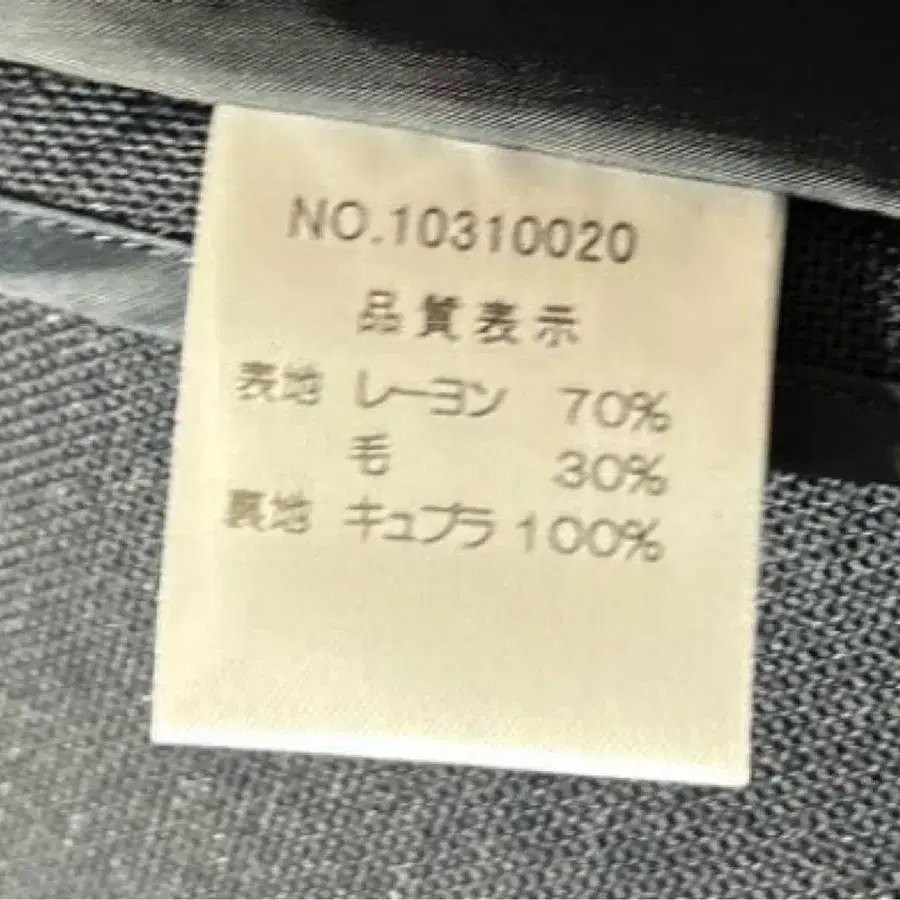 NO.10310020
品質表示
表地 レーヨン 70%
毛 30%
裏地 キュプラ 100%